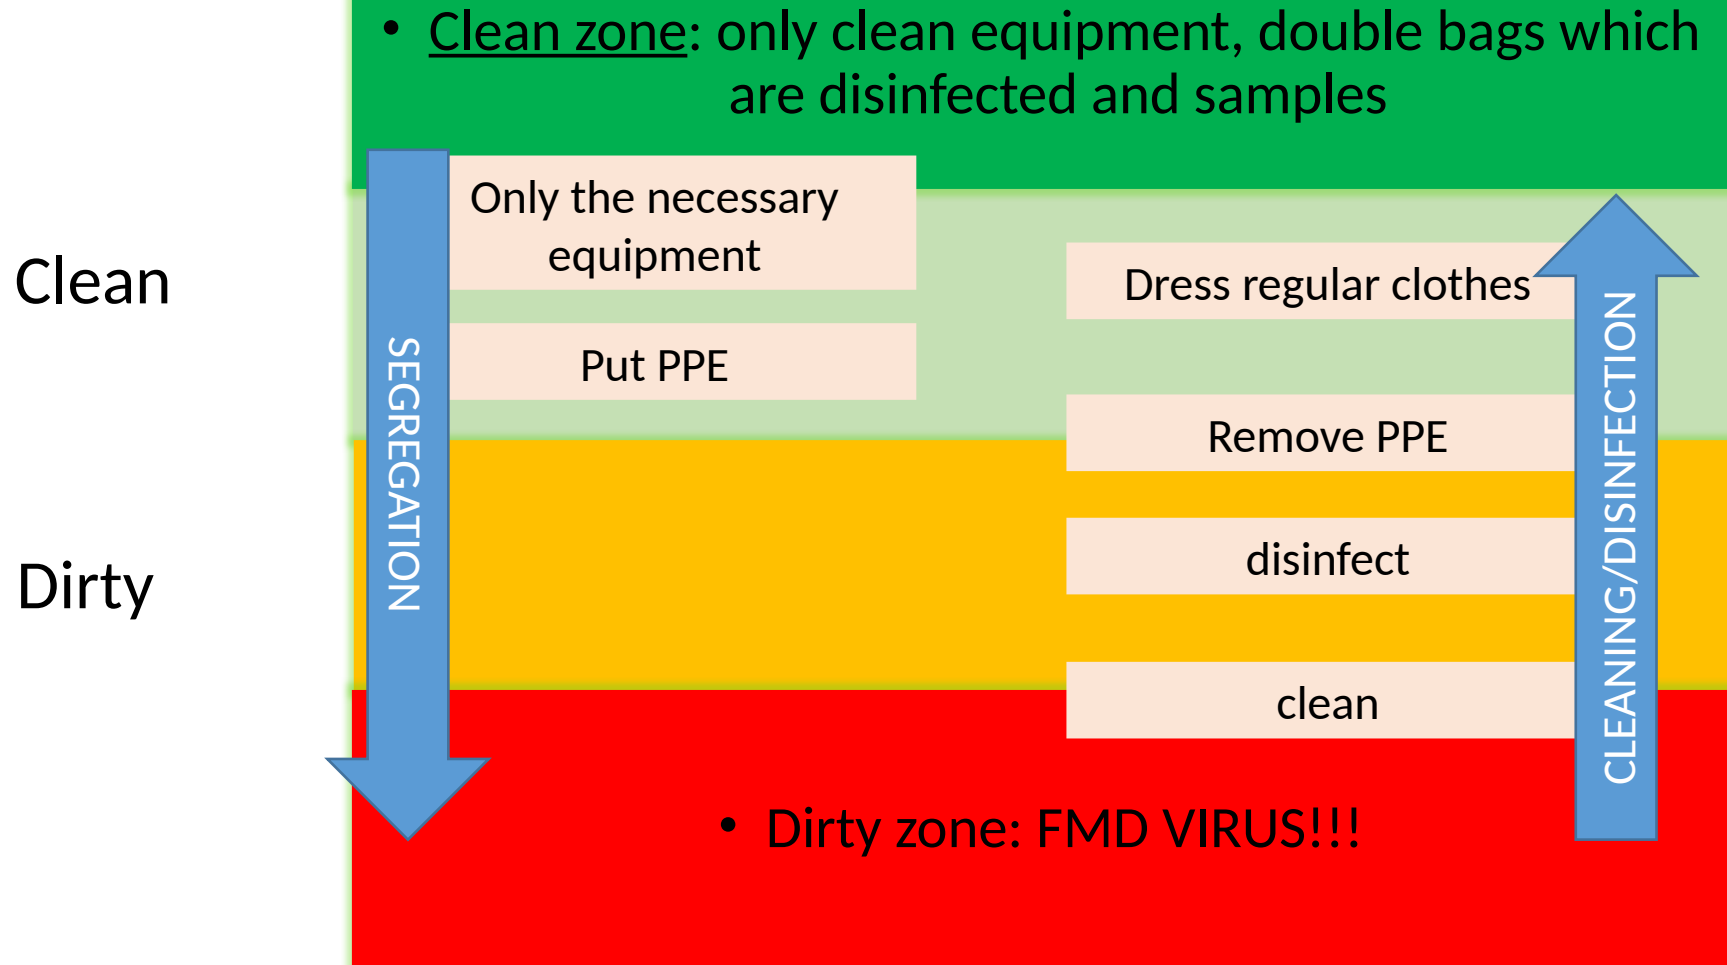 • Clean zone: only clean equipment, double bags which
are disinfected and samples
Only the necessary
equipment
Clean
Dress regular clothes
Put PPE
SEGREGATION
CLEANING/DISINFECTION
Remove PPE
disinfect
Dirty
clean
• Dirty zone: FMD VIRUS!!!